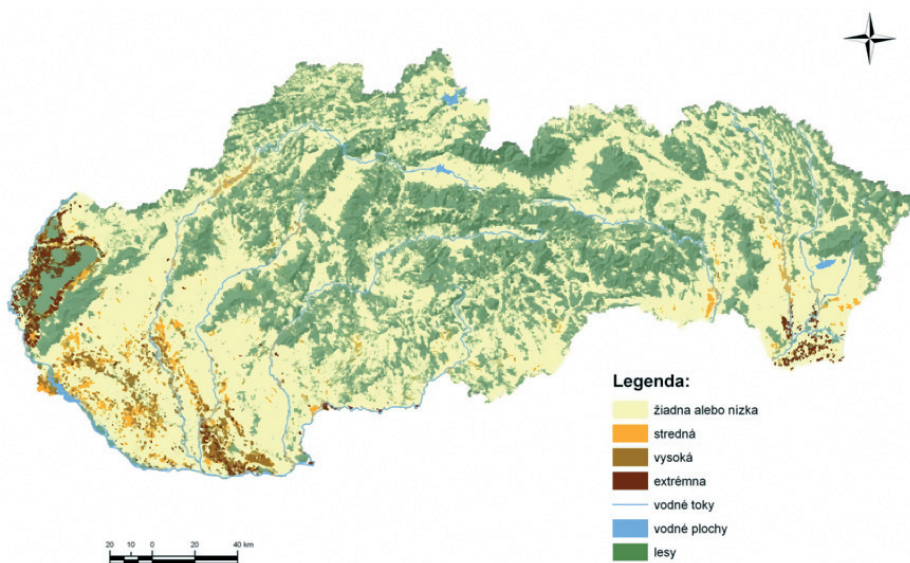 Legenda:
žiadna alebo nízka
stredná
vysoká
extrémna
vodné toky
vodné plochy
lesy
20 10 0 20 40 km